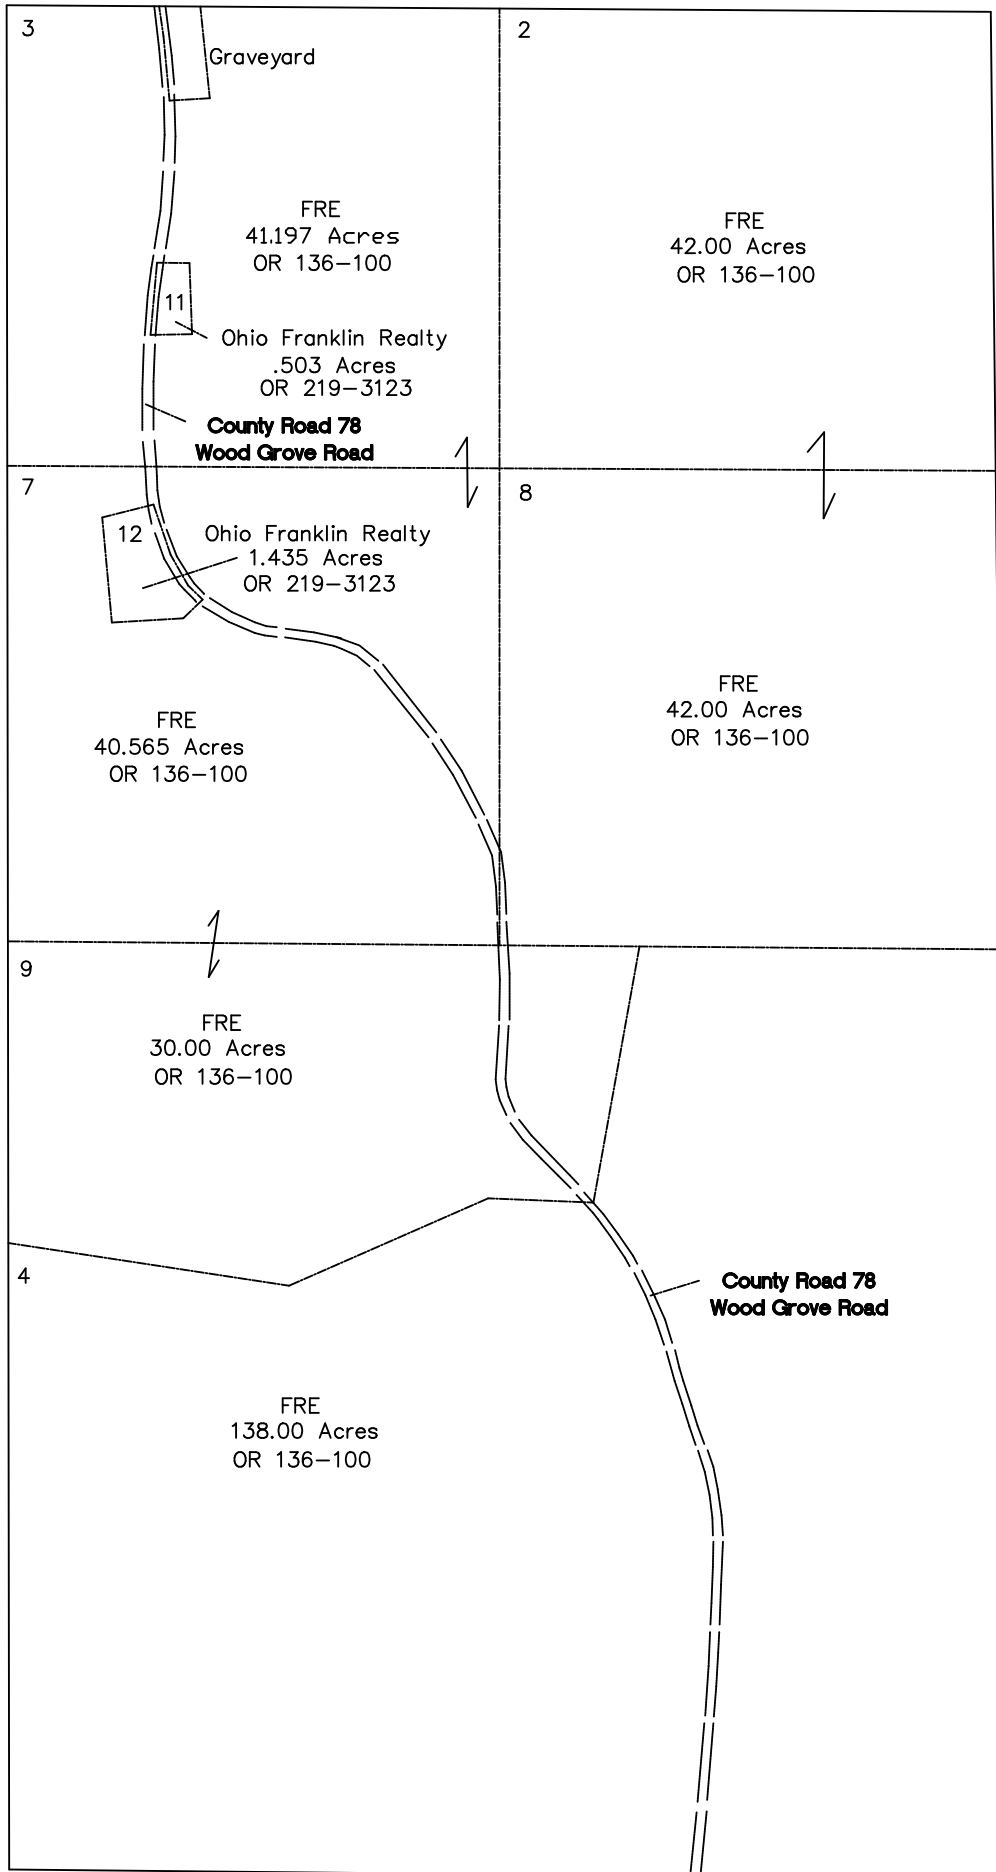 3
Graveyard
2
FRE
41.197 Acres
OR 136-100
FRE
42.00 Acres
OR 136-100
11
Ohio Franklin Realty
.503 Acres
OR 219-3123
County Road 78
Wood Grove Road
7
8
12
Ohio Franklin Realty
1.435 Acres
OR 219-3123
FRE
42.00 Acres
OR 136-100
FRE
40.565 Acres
OR 136-100
9
FRE
30.00 Acres
OR 136-100
4
County Road 78
Wood Grove Road
FRE
138.00 Acres
OR 136-100